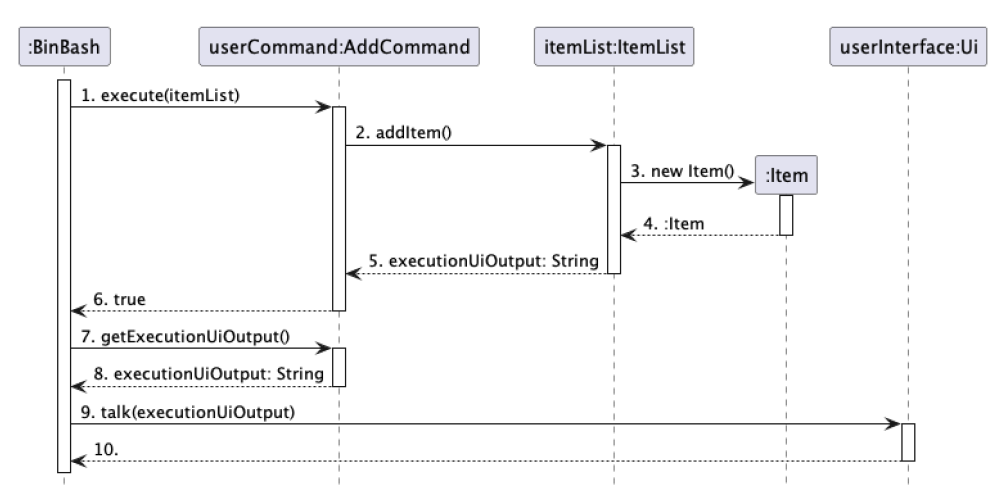 :BinBash
userCommand:AddCommand
itemList:ItemList
userInterface:Ui
1. execute(itemList)
2. addItem()
3. new Item()
:Item
4. :Item
5. executionUiOutput: String
6. true
7. getExecutionUiOutput()
8. executionUiOutput: String
9. talk(executionUiOutput)
10.